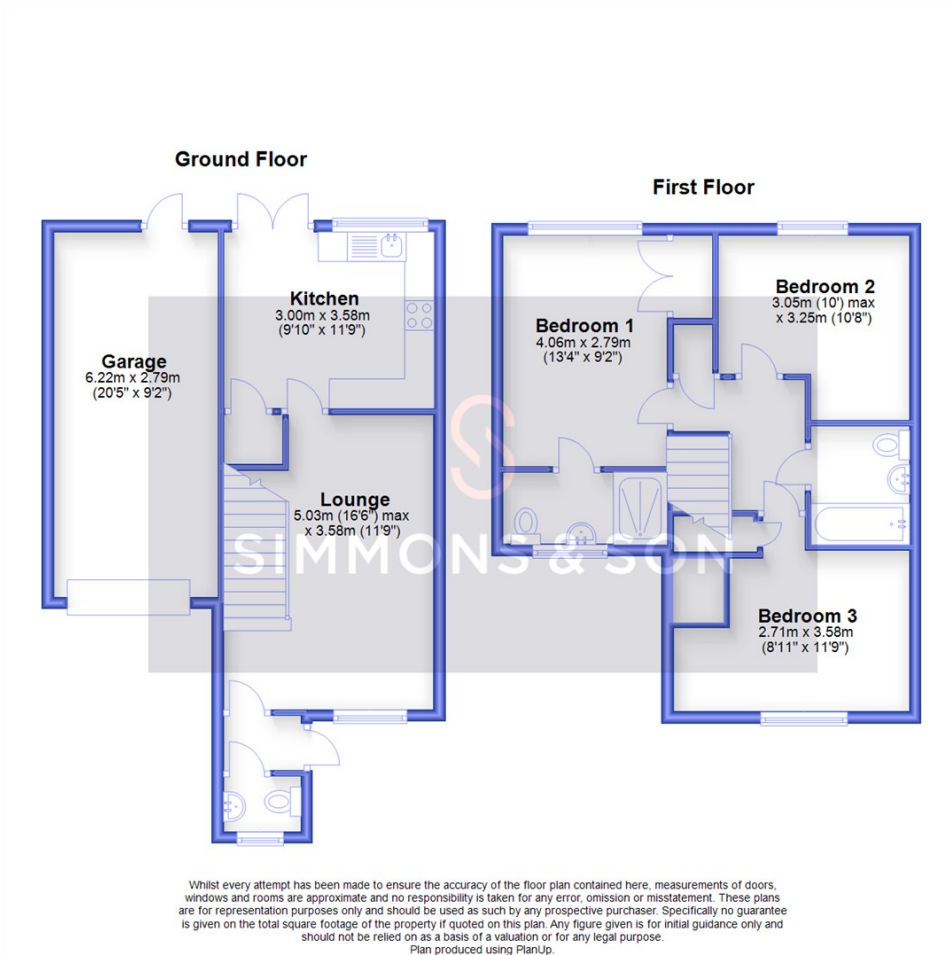 Ground Floor
First Floor
Kitchen
3.00m x 3.58m
(9'10" x 11'9")
Garage
6.22m x 2.79m
(20'5" x 9'2")
Lounge
5.03m (16'6") max
x 3.58m (11'9")
Bedroom 1
4.06m x 2.79m
(13'4" x 9'2")
Bedroom 2
3.05m (10') max
x 3.25m (10'8")
Bedroom 3
2.71m x 3.58m
(8'11" x 11'9")
SIMMONS & SON
Whilst every attempt has been made to ensure the accuracy of the floor plan contained here, measurements of doors,
windows and rooms are approximate and no responsibility is taken for any error, omission or misstatement. These plans
are for representation purposes only and should be used as such by any prospective purchaser. Specifically no guarantee
is given on the total square footage of the property if quoted on this plan. Any figure given is for initial guidance only and
should not be relied on as a basis of a valuation or for any legal purpose.
Plan produced using PlanUp.